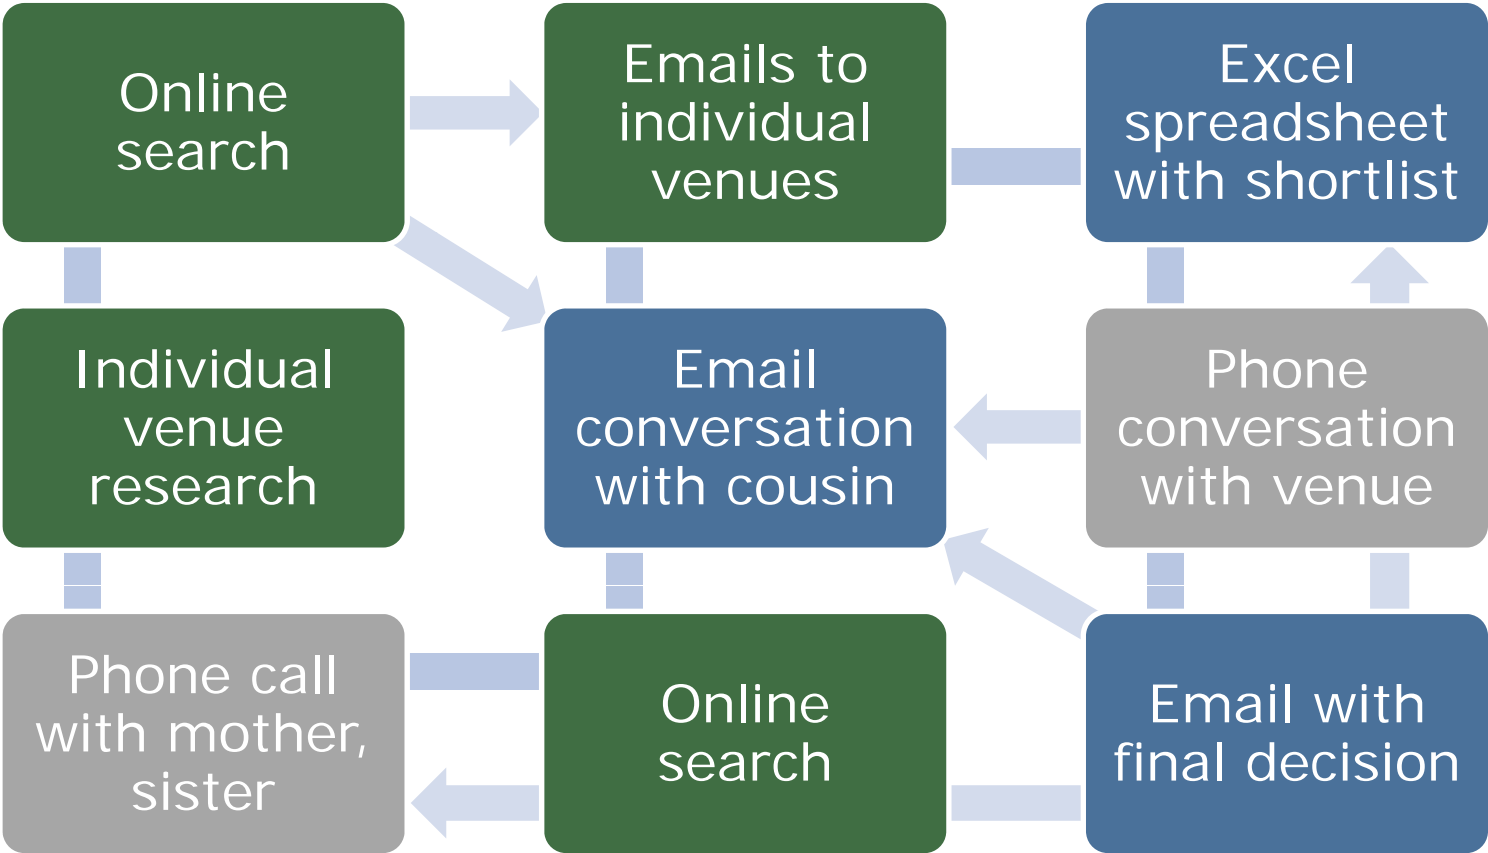 Online
search
Emails to
individual
venues
Excel
spreadsheet
with shortlist
Individual
venue
research
Email
conversation
with cousin
Phone
conversation
with venue
Phone call
with mother,
sister
Online
search
Email with
final decision